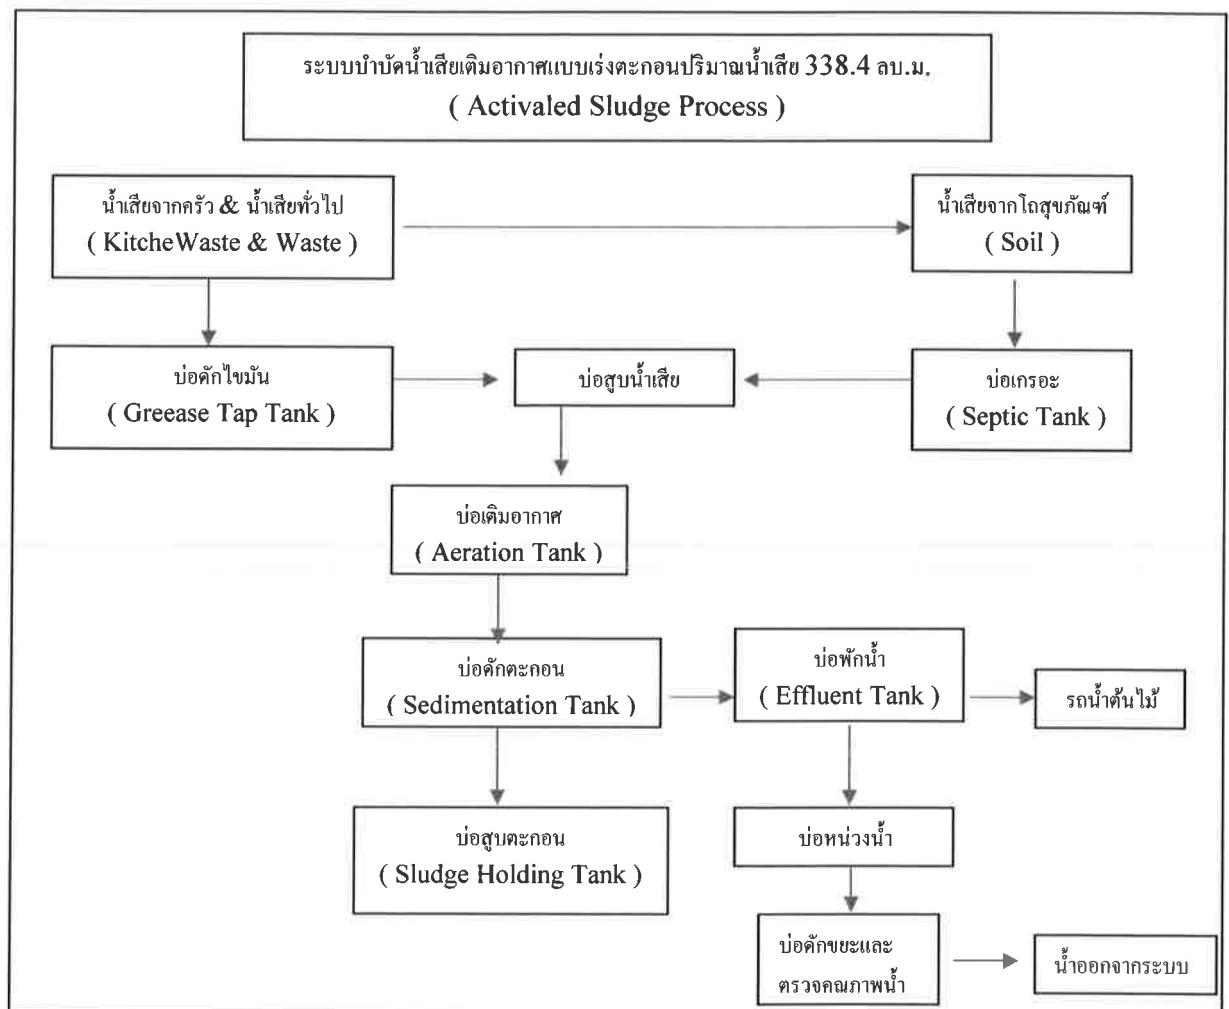 ระบบบำบัดน้ำเสียเติมอากาศแบบเร่งตะกอนปริมาณน้ำเสีย 338.4 ลบ.ม.
( Activaled Sludge Process )
น้ำเสียจากครัว & น้ำเสียทั่วไป
( KitcheWaste & Waste )
น้ำเสียจากโถสุขภัณฑ์
( Soil )
บ่อดักไขมัน
( Greease Tap Tank )
บ่อสูบน้ำเสีย
บ่อเกรอะ
( Septic Tank )
บ่อเติมอากาศ
( Aeration Tank )
บ่อดักตะกอน
( Sedimentation Tank )
บ่อพักน้ำ
( Effluent Tank )
รถน้ำต้นไม้
บ่อสูบตะกอน
( Sludge Holding Tank )
บ่อหน่วงน้ำ
บ่อดักขยะและ
ตรวจคณภาพน้ำ
น้ำออกจากระบบ